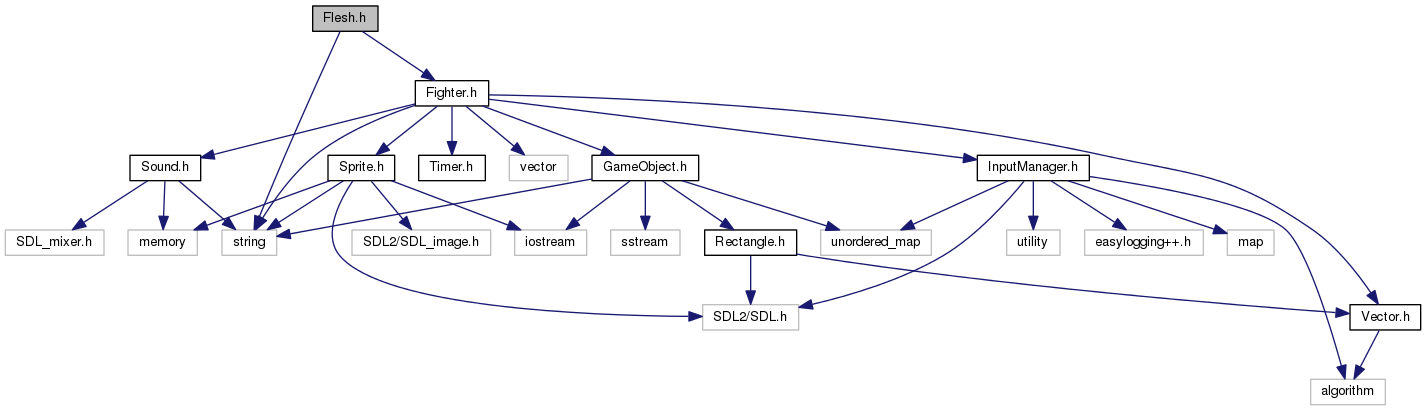 Flesh.h
Fighter.h
Sound.h
Sprite.h
Timer.h
vector
GameObject.h
InputManager.h
SDL_mixer.h
memory
string
SDL2/SDL_image.h
iostream
sstream
Rectangle.h
unordered_map
utility
easylogging++.h
map
SDL2/SDL.h
Vector.h
algorithm